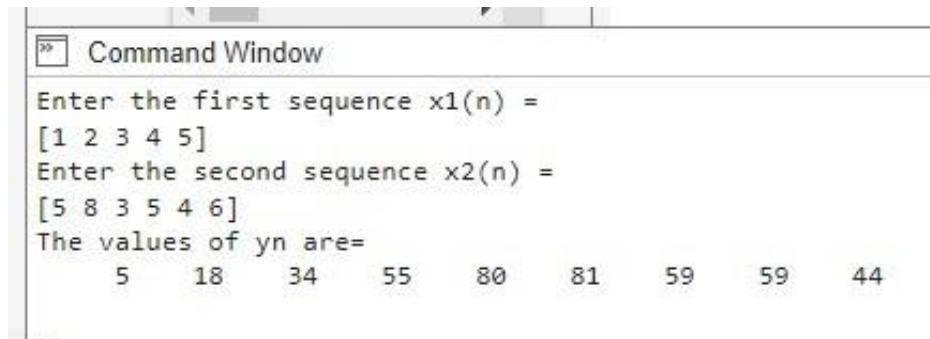 Command Window
Enter the first sequence x1(n) =
[1 2 3 4 5]
Enter the second sequence x2(n) =
[5 8 3 5 4 6]
The values of yn are=
5 18 34 55 80 81 59 59 44